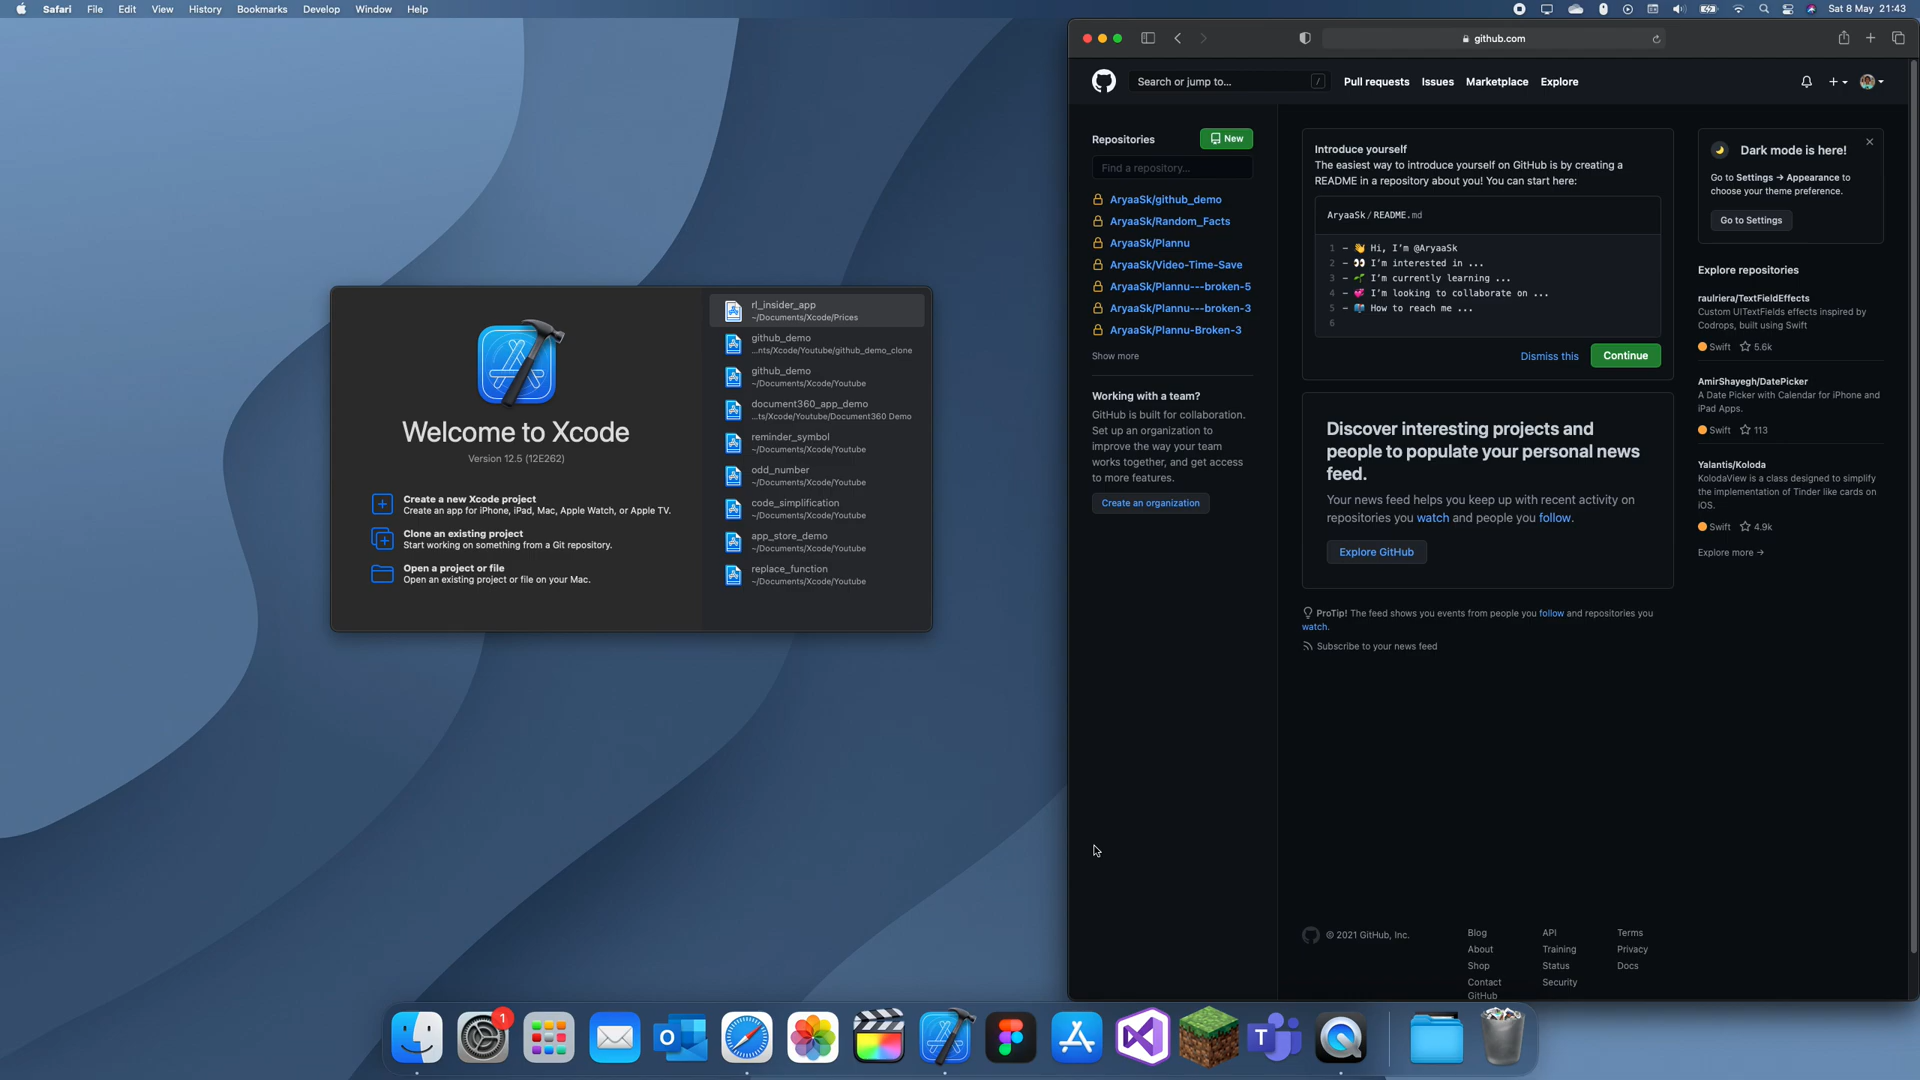 Safari File Edit View History Bookmarks Develop Window Help
Sat 8 May 21:43
Welcome to Xcode
Version 12.5 (12E262)
Create a new Xcode project
Create an app for iPhone, iPad, Mac, Apple Watch, or Apple TV.
Clone an existing project
Start working on something from a Git repository.
Open a project or file
Open an existing project or file on your Mac.
rl_insider_app
~/Documents/Xcode/Prices
github_demo
...nts/Xcode/Youtube/github_demo_clone
github_demo
~/Documents/Xcode/Youtube
document360_app_demo
...ts/Xcode/Youtube/Document360 Demo
reminder_symbol
~/Documents/Xcode/Youtube
odd_number
~/Documents/Xcode/Youtube
code_simplification
~/Documents/Xcode/Youtube
app_store_demo
~/Documents/Xcode/Youtube
replace_function
~/Documents/Xcode/Youtube
github.com
Search or jump to... /
Pull requests Issues Marketplace Explore
Repositories
New
Find a repository...
AryaaSk/github_demo
AryaaSk/Random_Facts
AryaaSk/Plannu
AryaaSk/Video-Time-Save
AryaaSk/Plannu---broken-5
AryaaSk/Plannu---broken-3
AryaaSk/Plannu-Broken-3
Show more
Working with a team?
GitHub is built for collaboration.
Set up an organization to
improve the way your team
works together, and get access
to more features.
Create an organization
Introduce yourself
The easiest way to introduce yourself on GitHub is by creating a
README in a repository about you! You can start here:
AryaaSk/README.md
1 - 👋 Hi, I'm @AryaaSk
2 - 👀 I'm interested in ...
3 - 🌱 I'm currently learning ...
4 - 💞️ I'm looking to collaborate on ...
5 - 📫 How to reach me ...
6
Dismiss this
Continue
Discover interesting projects and
people to populate your personal news
feed.
Your news feed helps you keep up with recent activity on
repositories you watch and people you follow.
Explore GitHub
ProTip! The feed shows you events from people you follow and repositories you
watch.
Subscribe to your news feed
Dark mode is here!
Go to Settings → Appearance to
choose your theme preference.
Go to Settings
Explore repositories
raulriera/TextFieldEffects
Custom UITextFields effects inspired by
Codrops, built using Swift
Swift 5.6k
AmirShayegh/DatePicker
A Date Picker with Calendar for iPhone and
iPad Apps.
Swift 113
Yalantis/Koloda
KolodaView is a class designed to simplify
the implementation of Tinder like cards on
iOS.
Swift 4.9k
Explore more →
© 2021 GitHub, Inc.
Blog
About
Shop
Contact
GitHub
API
Training
Status
Security
Terms
Privacy
Docs
1